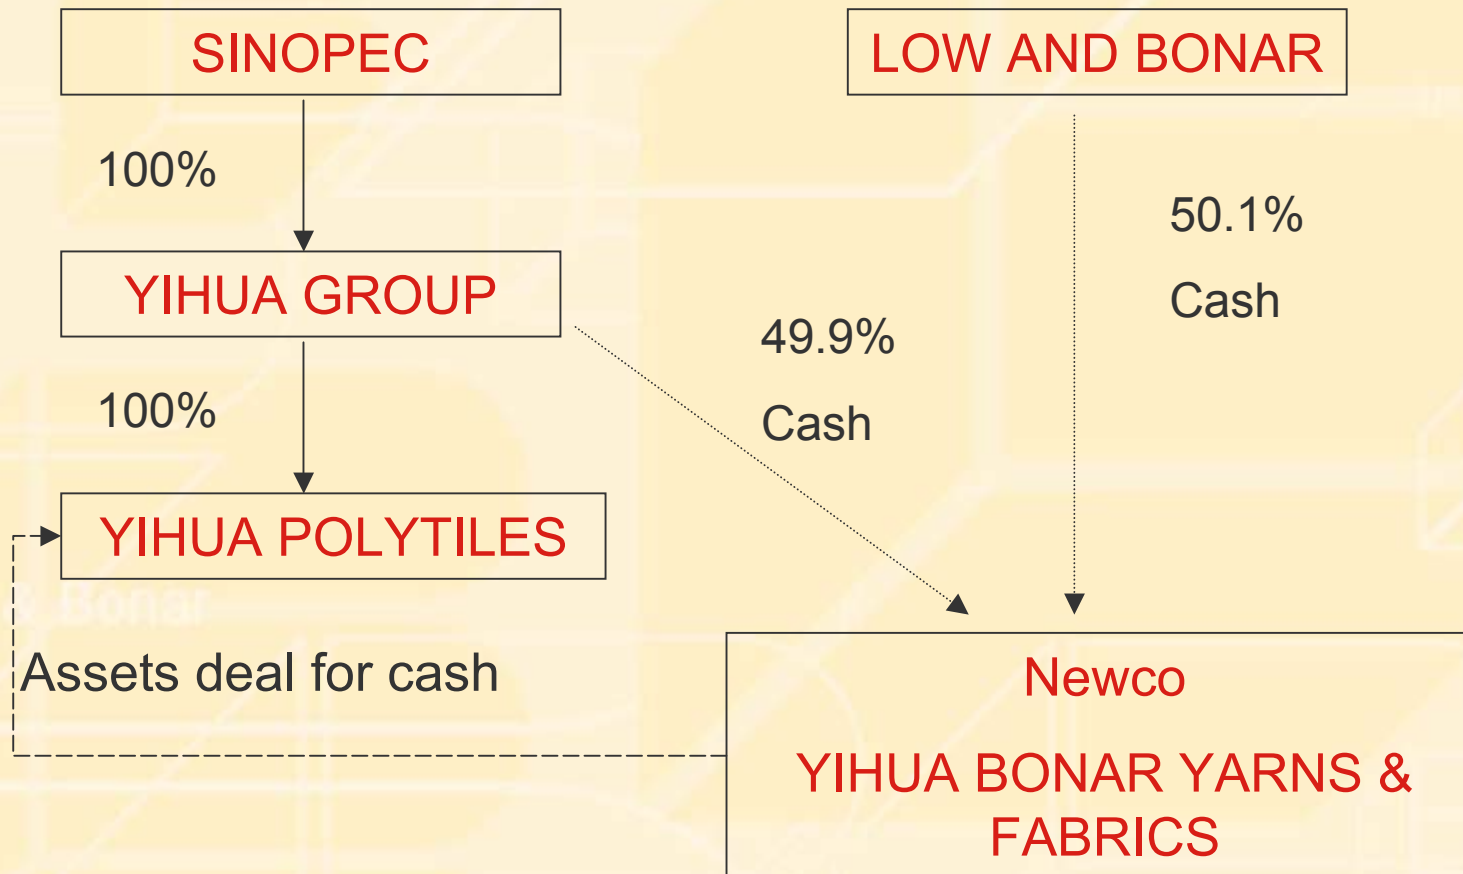 SINOPEC
LOW AND BONAR
100%
50.1%
Cash
YIHUA GROUP
49.9%
Cash
100%
YIHUA POLYTILES
& Bonar
Assets deal for cash
Newco
YIHUA BONAR YARNS &
FABRICS